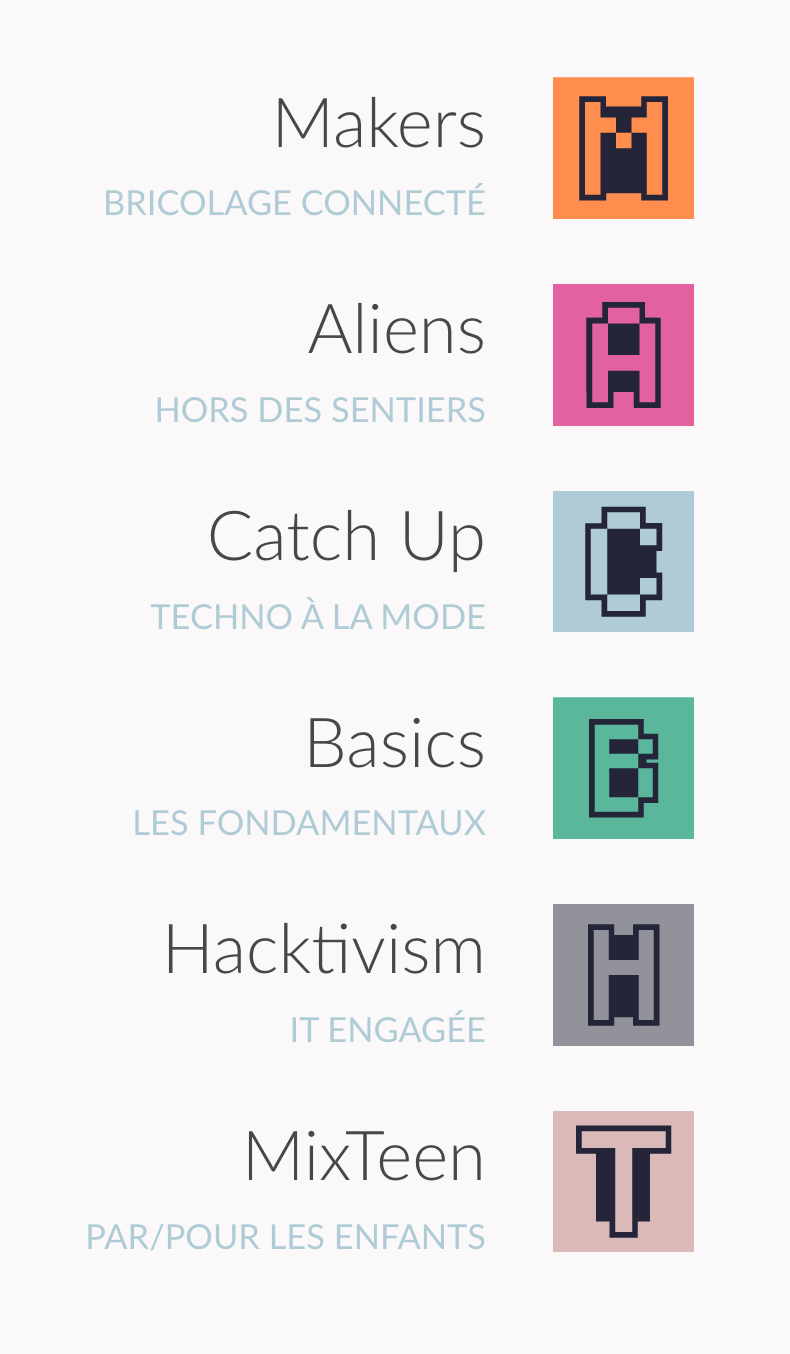 Makers
M
BRICOLAGE CONNECTÉ
Aliens
A
HORS DES SENTIERS
Catch Up
C
TECHNO À LA MODE
Basics
B
LES FONDAMENTAUX
Hacktivism
H
IT ENGAGÉE
MixTeen
T
PAR/POUR LES ENFANTS